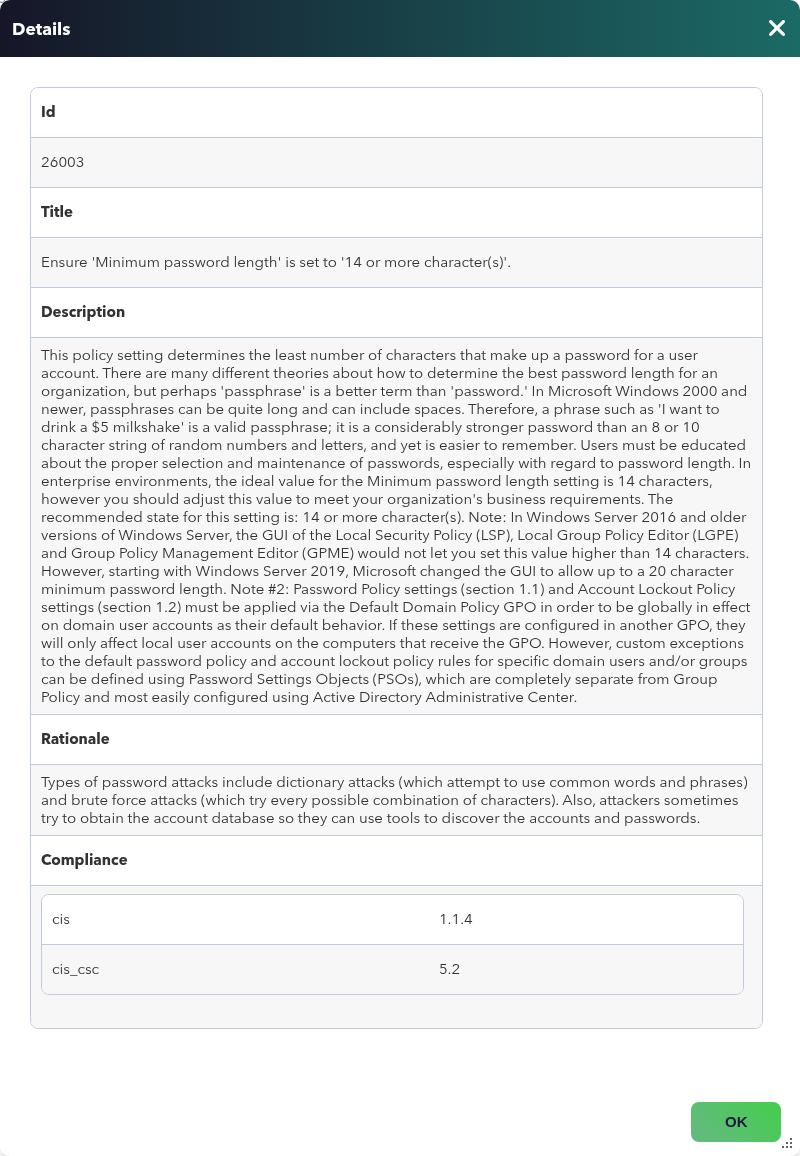 Details
Id
26003
Title
Ensure 'Minimum password length' is set to '14 or more character(s)'.
Description
This policy setting determines the least number of characters that make up a password for a user
account. There are many different theories about how to determine the best password length for an
organization, but perhaps 'passphrase' is a better term than 'password.' In Microsoft Windows 2000 and
newer, passphrases can be quite long and can include spaces. Therefore, a phrase such as 'I want to
drink a $5 milkshake' is a valid passphrase; it is a considerably stronger password than an 8 or 10
character string of random numbers and letters, and yet is easier to remember. Users must be educated
about the proper selection and maintenance of passwords, especially with regard to password length. In
enterprise environments, the ideal value for the Minimum password length setting is 14 characters,
however you should adjust this value to meet your organization's business requirements. The
recommended state for this setting is: 14 or more character(s). Note: In Windows Server 2016 and older
versions of Windows Server, the GUI of the Local Security Policy (LSP), Local Group Policy Editor (LGPE)
and Group Policy Management Editor (GPME) would not let you set this value higher than 14 characters.
However, starting with Windows Server 2019, Microsoft changed the GUI to allow up to a 20 character
minimum password length. Note #2: Password Policy settings (section 1.1) and Account Lockout Policy
settings (section 1.2) must be applied via the Default Domain Policy GPO in order to be globally in effect
on domain user accounts as their default behavior. If these settings are configured in another GPO, they
will only affect local user accounts on the computers that receive the GPO. However, custom exceptions
to the default password policy and account lockout policy rules for specific domain users and/or groups
can be defined using Password Settings Objects (PSOs), which are completely separate from Group
Policy and most easily configured using Active Directory Administrative Center.
Rationale
Types of password attacks include dictionary attacks (which attempt to use common words and phrases)
and brute force attacks (which try every possible combination of characters). Also, attackers sometimes
try to obtain the account database so they can use tools to discover the accounts and passwords.
Compliance
cis 1.1.4
cis_csc 5.2
OK